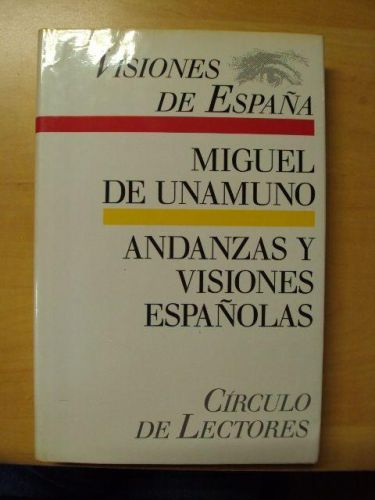 VISIONES
DE ESPAÑA
MIGUEL
DE UNAMUNO
ANDANZAS Y
VISIONES
ESPAÑOLAS
CÍRCULO
DE LECTORES